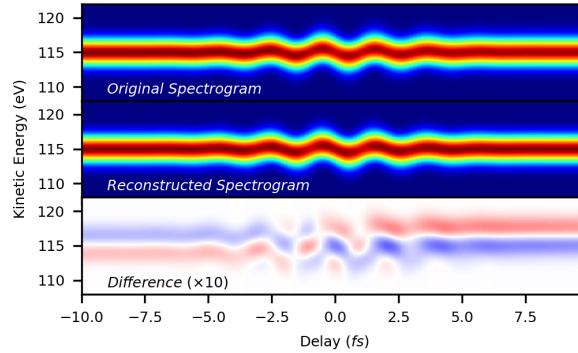 120
115
110
Original Spectrogram
120
115
110
Reconstructed Spectrogram
120
115
110
Difference (×10)
Kinetic Energy (eV)
−10.0 −7.5 −5.0 −2.5 0.0 2.5 5.0 7.5
Delay (fs)